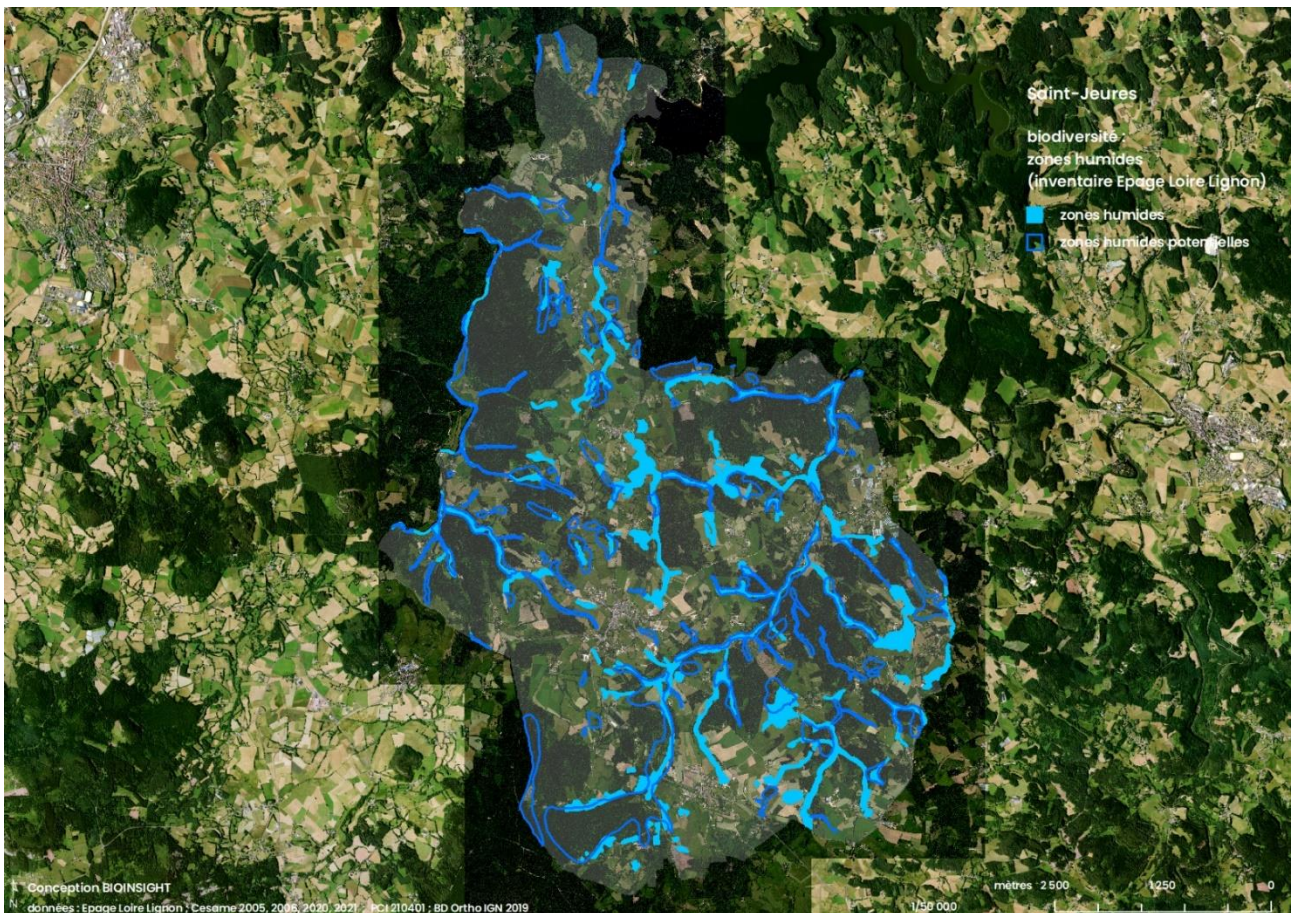 Saint-Jeures
biodiversité :
zones humides
(inventaire Epage Loire Lignon)
zones humides
zones humides potentielles
Conception BIOINSIGHT
N
données : Epage Loire Lignon ; Cesame 2005, 2008, 2020, 2021 ; PCI 210401 ; BD Ortho IGN 2019
mètres 2 500 1 250 0
1/50 000